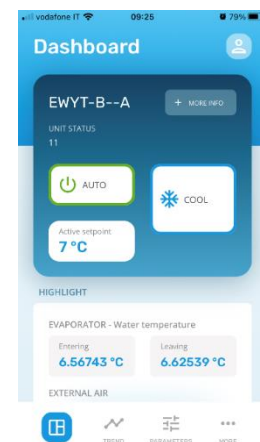 vodafone IT 09:25 79%
Dashboard
EWYT-B--A
+ MORE INFO
UNIT STATUS
11
AUTO
COOL
Active setpoint
7 °C
HIGHLIGHT
EVAPORATOR - Water temperature
Entering Leaving
6.56743 °C 6.62539 °C
EXTERNAL AIR
TREND PARAMETERS MORE